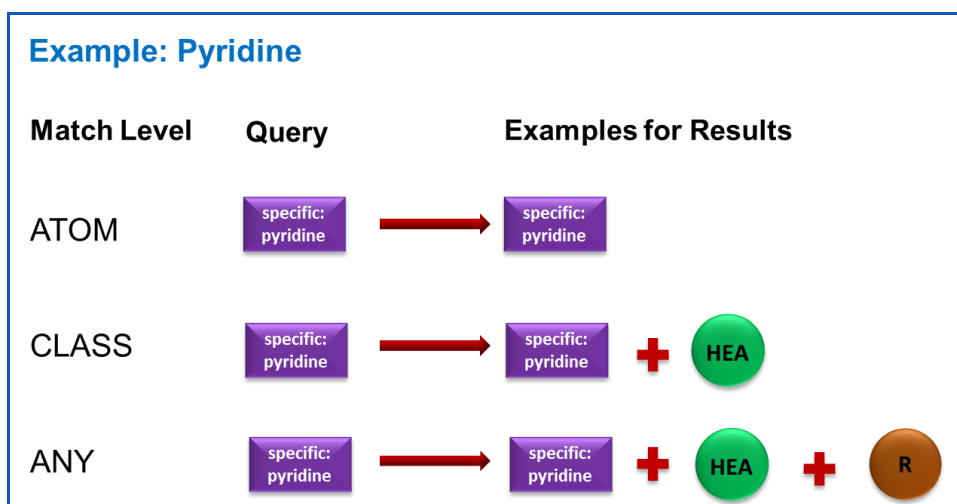 Example: Pyridine
Match Level Query Examples for Results
ATOM specific: pyridine specific: pyridine
CLASS specific: pyridine specific: pyridine HEA
ANY specific: pyridine specific: pyridine HEA R